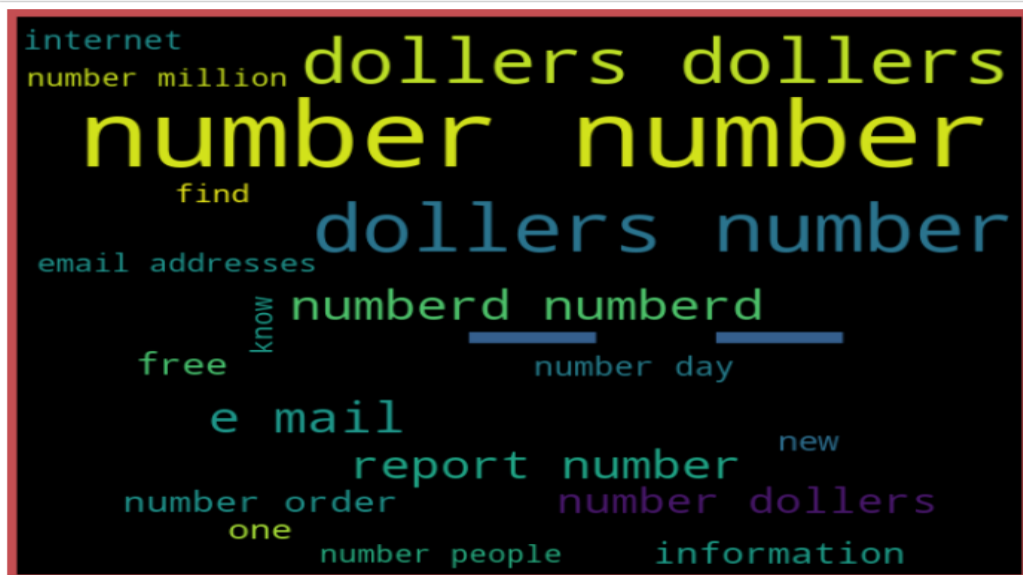 internet
dollers dollers
number million
number number
find
dollers number
email addresses
know
numberd numberd
free
number day
e mail
new
report number
number order
number dollers
one
number people
information